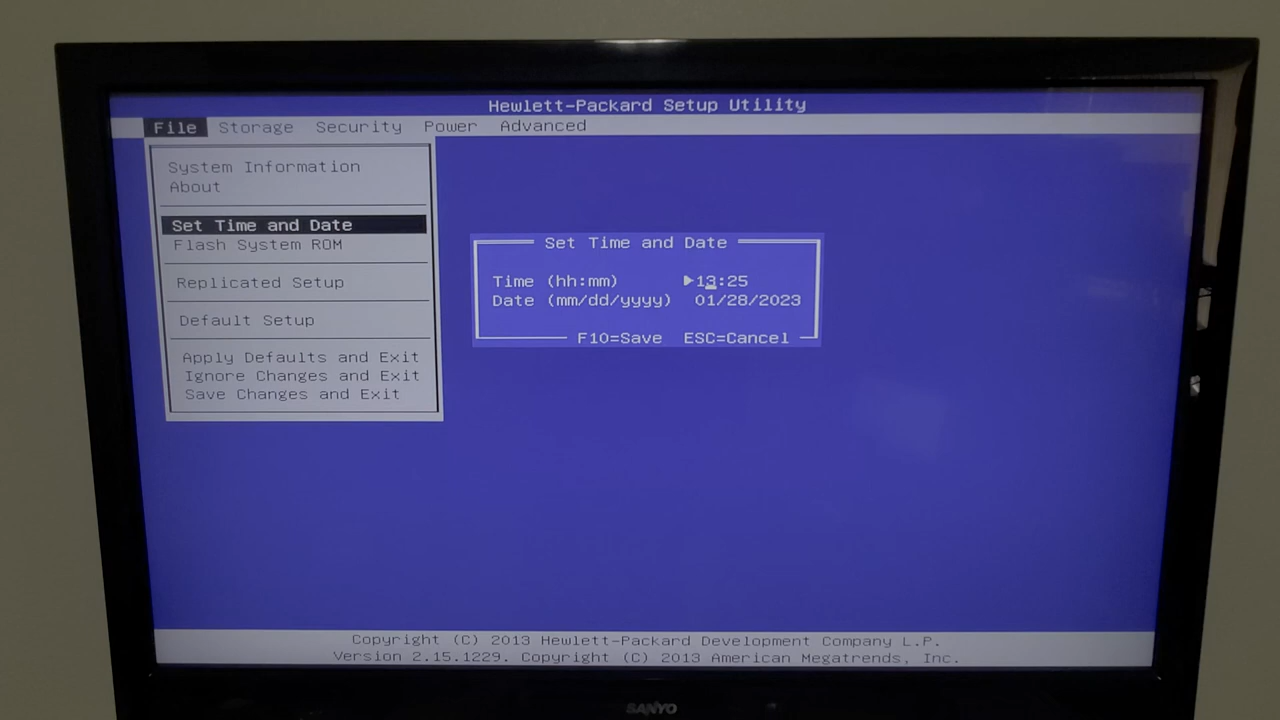 Hewlett-Packard Setup Utility
File Storage Security Power Advanced
System Information
About
Set Time and Date
Flash System ROM
Replicated Setup
Default Setup
Apply Defaults and Exit
Ignore Changes and Exit
Save Changes and Exit
Set Time and Date
Time (hh:mm) ▶13:25
Date (mm/dd/yyyy) 01/28/2023
F10=Save ESC=Cancel
Copyright (C) 2013 Hewlett-Packard Development Company L.P.
Version 2.15.1229. Copyright (C) 2013 American Megatrends, Inc.
SANYO